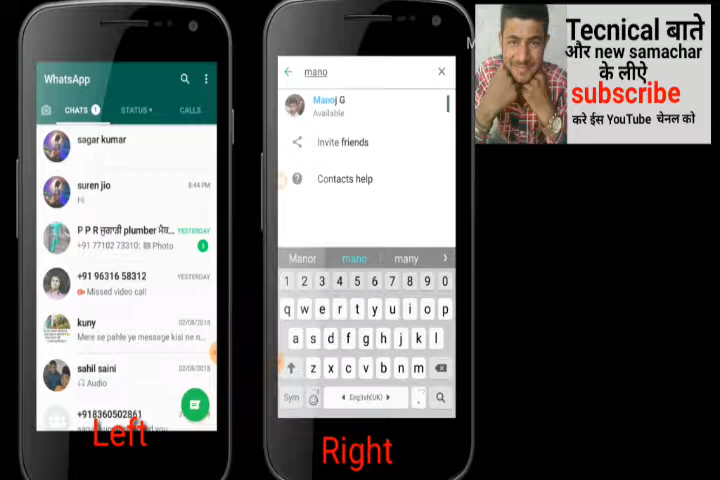 WhatsApp
CHATS 1 STATUS CALLS
sagar kumar
suren jio 8:44 PM
Hi
P P R ਜੁਗਾੜੀ plumber ਮੈਕ... YESTERDAY
+91 77102 73310: Photo 1
+91 96316 58312 YESTERDAY
Missed video call
kuny 02/08/2018
Mere se pahle ye message kisi ne n...
sahil saini 02/08/2018
Audio
+918360502861
Left
mano
Manoj G
Available
Invite friends
Contacts help
Manor mano many
1 2 3 4 5 6 7 8 9 0
q w e r t y u i o p
a s d f g h j k l
z x c v b n m
Sym English(UK) .
Right
Tecnical बाते
और new samachar
के लीऐ
subscribe
करे ईस YouTube चेनल को